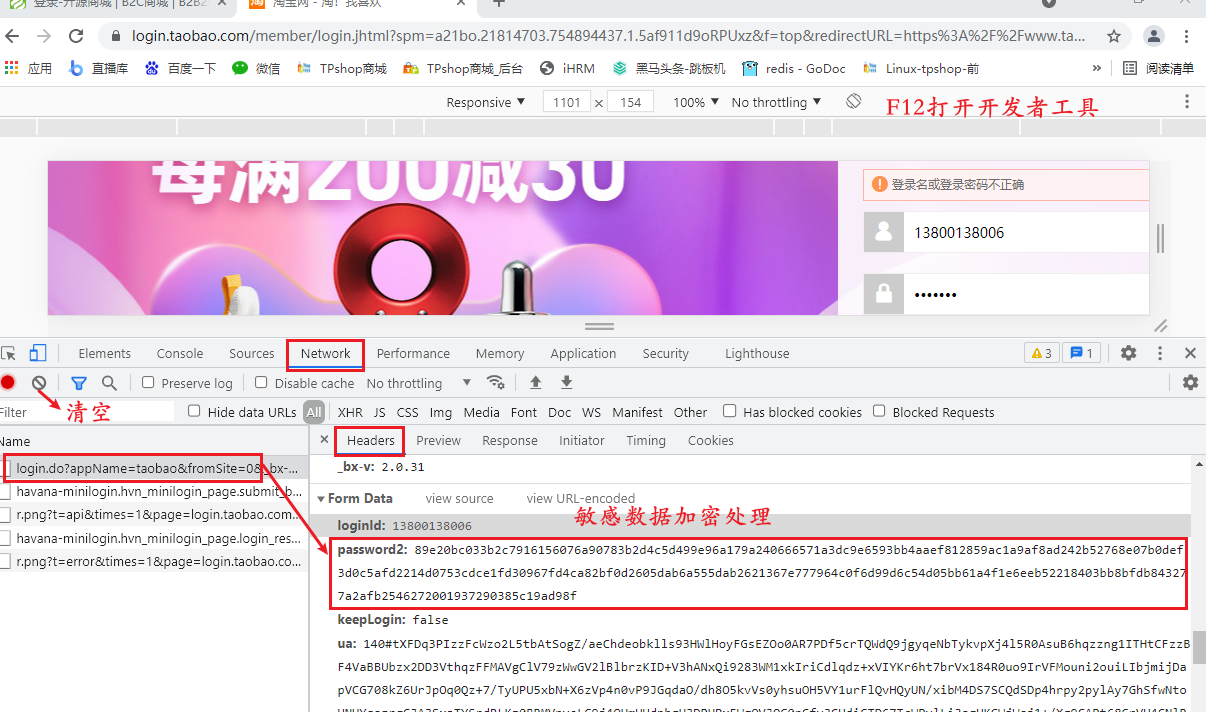 登录-开源商城 | B2C商城 | B2B2
淘 淘宝网 - 淘！我喜欢
login.taobao.com/member/login.jhtml?spm=a21bo.21814703.754894437.1.5af911d9oRPUxz&f=top&redirectURL=https%3A%2F%2Fwww.ta...
应用 直播库 百度一下 微信 TPshop商城 TPshop商城_后台 iHRM 黑马头条-跳板机 redis - GoDoc Linux-tpshop-前 » 阅读清单
Responsive ▼ 1101 × 154 100% ▼ No throttling ▼ F12打开开发者工具
每满200减30
登录名或登录密码不正确
13800138006
•••••••
Elements Console Sources Network Performance Memory Application Security Lighthouse 3 1
Preserve log Disable cache No throttling ▼
清空
Filter Hide data URLs All XHR JS CSS Img Media Font Doc WS Manifest Other Has blocked cookies Blocked Requests
Name
× Headers Preview Response Initiator Timing Cookies
login.do?appName=taobao&fromSite=0&_bx-...
havana-minilogin.hvn_minilogin_page.submit_b...
r.png?t=api&times=1&page=login.taobao.com...
havana-minilogin.hvn_minilogin_page.login_res...
r.png?t=error&times=1&page=login.taobao.co...
_bx-v: 2.0.31
▼ Form Data view source view URL-encoded
敏感数据加密处理
loginId: 13800138006
password2: 89e20bc033b2c7916156076a90783b2d4c5d499e96a179a240666571a3dc9e6593bb4aaef812859ac1a9af8ad242b52768e07b0def
3d0c5afd2214d0753cdce1fd30967fd4ca82bf0d2605dab6a555dab2621367e777964c0f6d99d6c54d05bb61a4f1e6eeb52218403bb8bfdb84327
7a2afb2546272001937290385c19ad98f
keepLogin: false
ua: 140#tXFDq3PIzzFcWzo2L5tbAtSogZ/aeChdeobklls93HWlHoyFGsEZOo0AR7PDf5crTQWdQ9jgyqeNbTykvpXj4l5R0AsuB6hqzzng1ITHtCFzzB
F4VaBBUbzx2DD3VthqzFFMAVgClV79zWwGV2lBlbrzKID+V3hANxQi9283WM1xkIriCdlqdz+xVIYKr6ht7brVx184R0uo9IrVFMouni2ouiLIbjmijDa
pVCG708kZ6UrJpOq0Qz+7/TyUPU5xbN+X6zVp4n0vP9JGqdaO/dh8O5kvVs0yhsuOH5VY1urFlQvHQyUN/xibM4DS7SCQdSDp4hrpy2pylAy7GhSfwNto